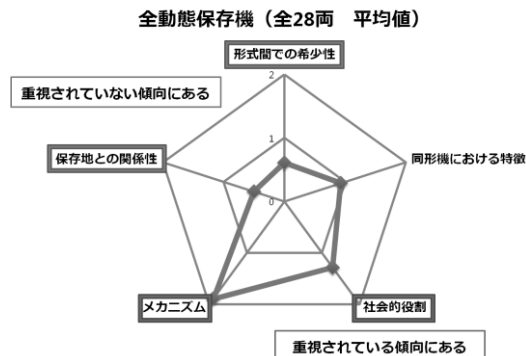 全動態保存機（全28両　平均値）
形式間での希少性
2
重視されていない傾向にある
1
保存地との関係性
同形機における特徴
0
メカニズム
社会的役割
重視されている傾向にある